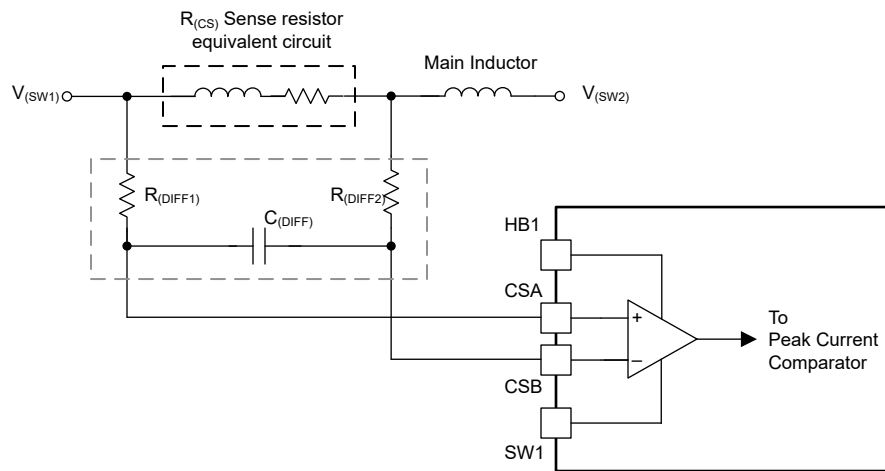 R(CS) Sense resistor
equivalent circuit
Main Inductor
V(SW1)
V(SW2)
R(DIFF1)
R(DIFF2)
C(DIFF)
HB1
CSA
+
To
Peak Current
Comparator
–
CSB
SW1